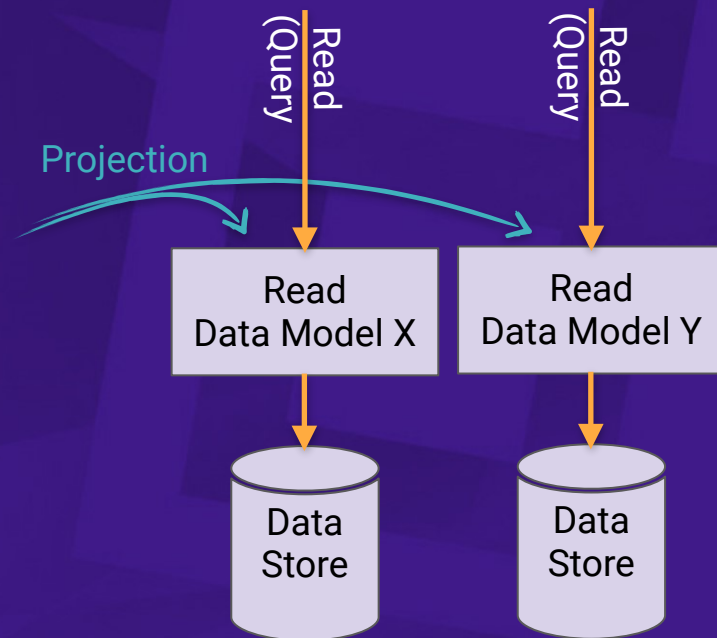 Read
(Query
Read
(Query
Projection
Read
Data Model X
Read
Data Model Y
Data
Store
Data
Store